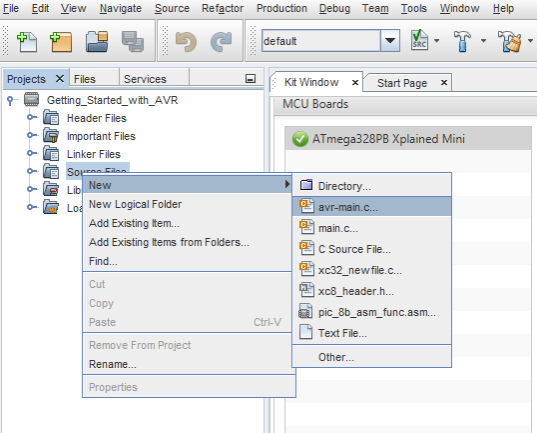 File Edit View Navigate Source Refactor Production Debug Team Tools Window Help
default
SRC
Projects Files Services
Kit Window Start Page
MCU Boards
Getting_Started_with_AVR
ATmega328PB Xplained Mini
Header Files
Important Files
Linker Files
Source Files
Lib
Loa
New
New Logical Folder
Add Existing Item...
Add Existing Items from Folders...
Find...
Cut
Copy
Paste Ctrl-V
Remove From Project
Rename...
Properties
Directory...
avr-main.c...
main.c...
C Source File...
xc32_newfile.c...
xc8_header.h...
pic_8b_asm_func.asm...
Text File...
Other...